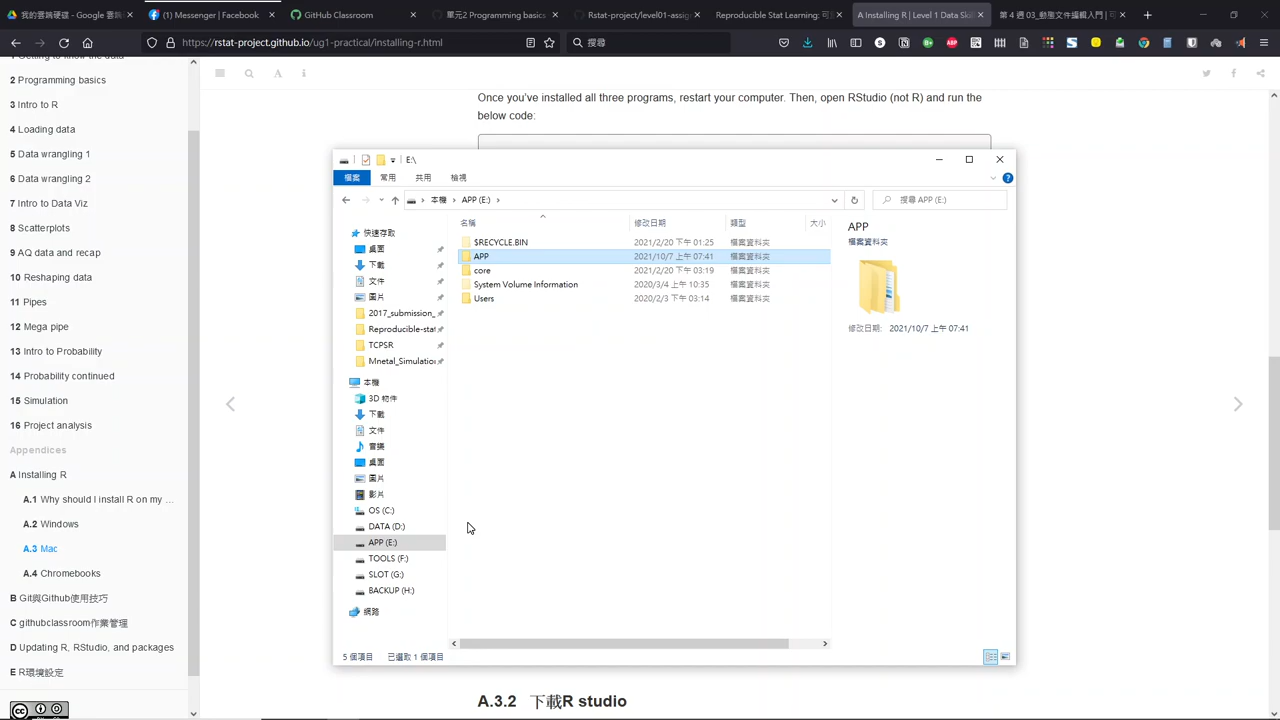 我的雲端硬碟 - Google 雲端
(1) Messenger | Facebook
GitHub Classroom
單元2 Programming basics
Rstat-project/level01-assig
Reproducible Stat Learning: 可
A Installing R | Level 1 Data Skil
第 4 週 03_動態文件編輯入門 | 可
https://rstat-project.github.io/ug1-practical/installing-r.html
搜尋
2 Programming basics
3 Intro to R
4 Loading data
5 Data wrangling 1
6 Data wrangling 2
7 Intro to Data Viz
8 Scatterplots
9 AQ data and recap
10 Reshaping data
11 Pipes
12 Mega pipe
13 Intro to Probability
14 Probability continued
15 Simulation
16 Project analysis
Appendices
A Installing R
A.1 Why should I install R on my ...
A.2 Windows
A.3 Mac
A.4 Chromebooks
B Git與Github使用技巧
C githubclassroom作業管理
D Updating R, RStudio, and packages
E R環境設定
Once you've installed all three programs, restart your computer. Then, open RStudio (not R) and run the
below code:
E:\
檔案 常用 共用 檢視
本機 APP (E:)
搜尋 APP (E:)
快速存取
桌面
下載
文件
圖片
2017_submission_
Reproducible-stat
TCPSR
Mnetal_Simulation
本機
3D 物件
下載
文件
音樂
桌面
圖片
影片
OS (C:)
DATA (D:)
APP (E:)
TOOLS (F:)
SLOT (G:)
BACKUP (H:)
網路
名稱 修改日期 類型 大小
$RECYCLE.BIN 2021/2/20 下午 01:25 檔案資料夾
APP 2021/10/7 上午 07:41 檔案資料夾
core 2021/2/20 下午 03:19 檔案資料夾
System Volume Information 2020/3/4 上午 10:35 檔案資料夾
Users 2020/2/3 下午 03:14 檔案資料夾
APP
檔案資料夾
修改日期: 2021/10/7 上午 07:41
5 個項目 已選取 1 個項目
A.3.2 下載R studio